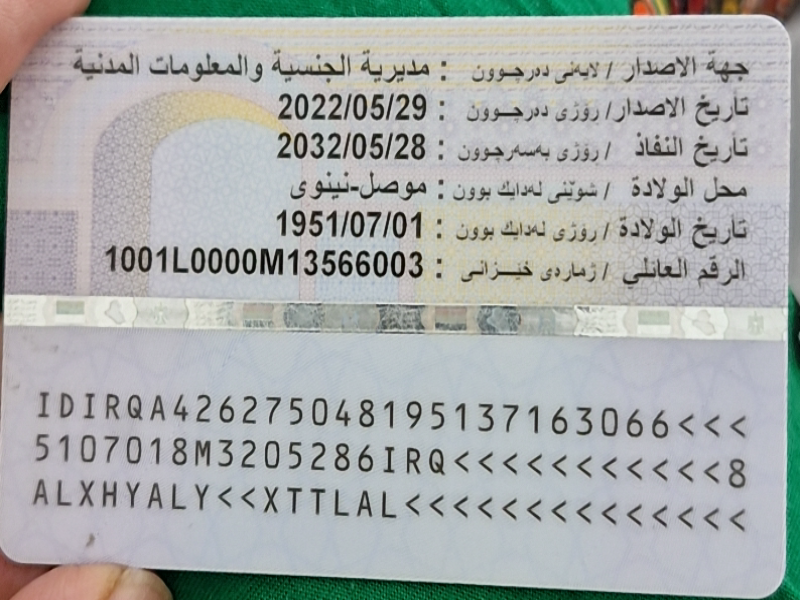 جهة الاصدار / لایەنی دەرچوون : مديرية الجنسية والمعلومات المدنية
تاريخ الاصدار / رۆژی دەرچوون : 2022/05/29
تاريخ النفاذ / رۆژی بەسەرچوون : 2032/05/28
محل الولادة / شوێنی لەدایك بوون : موصل-نينوى
تاريخ الولادة / رۆژی لەدایك بوون : 1951/07/01
الرقم العائلي / ژمارەی خێزانی : 1001L0000M13566003
IDIRQA426275048195137163066<<<
5107018M3205286IRQ<<<<<<<<<<<8
ALXHYALY<<XTTLAL<<<<<<<<<<<<<<